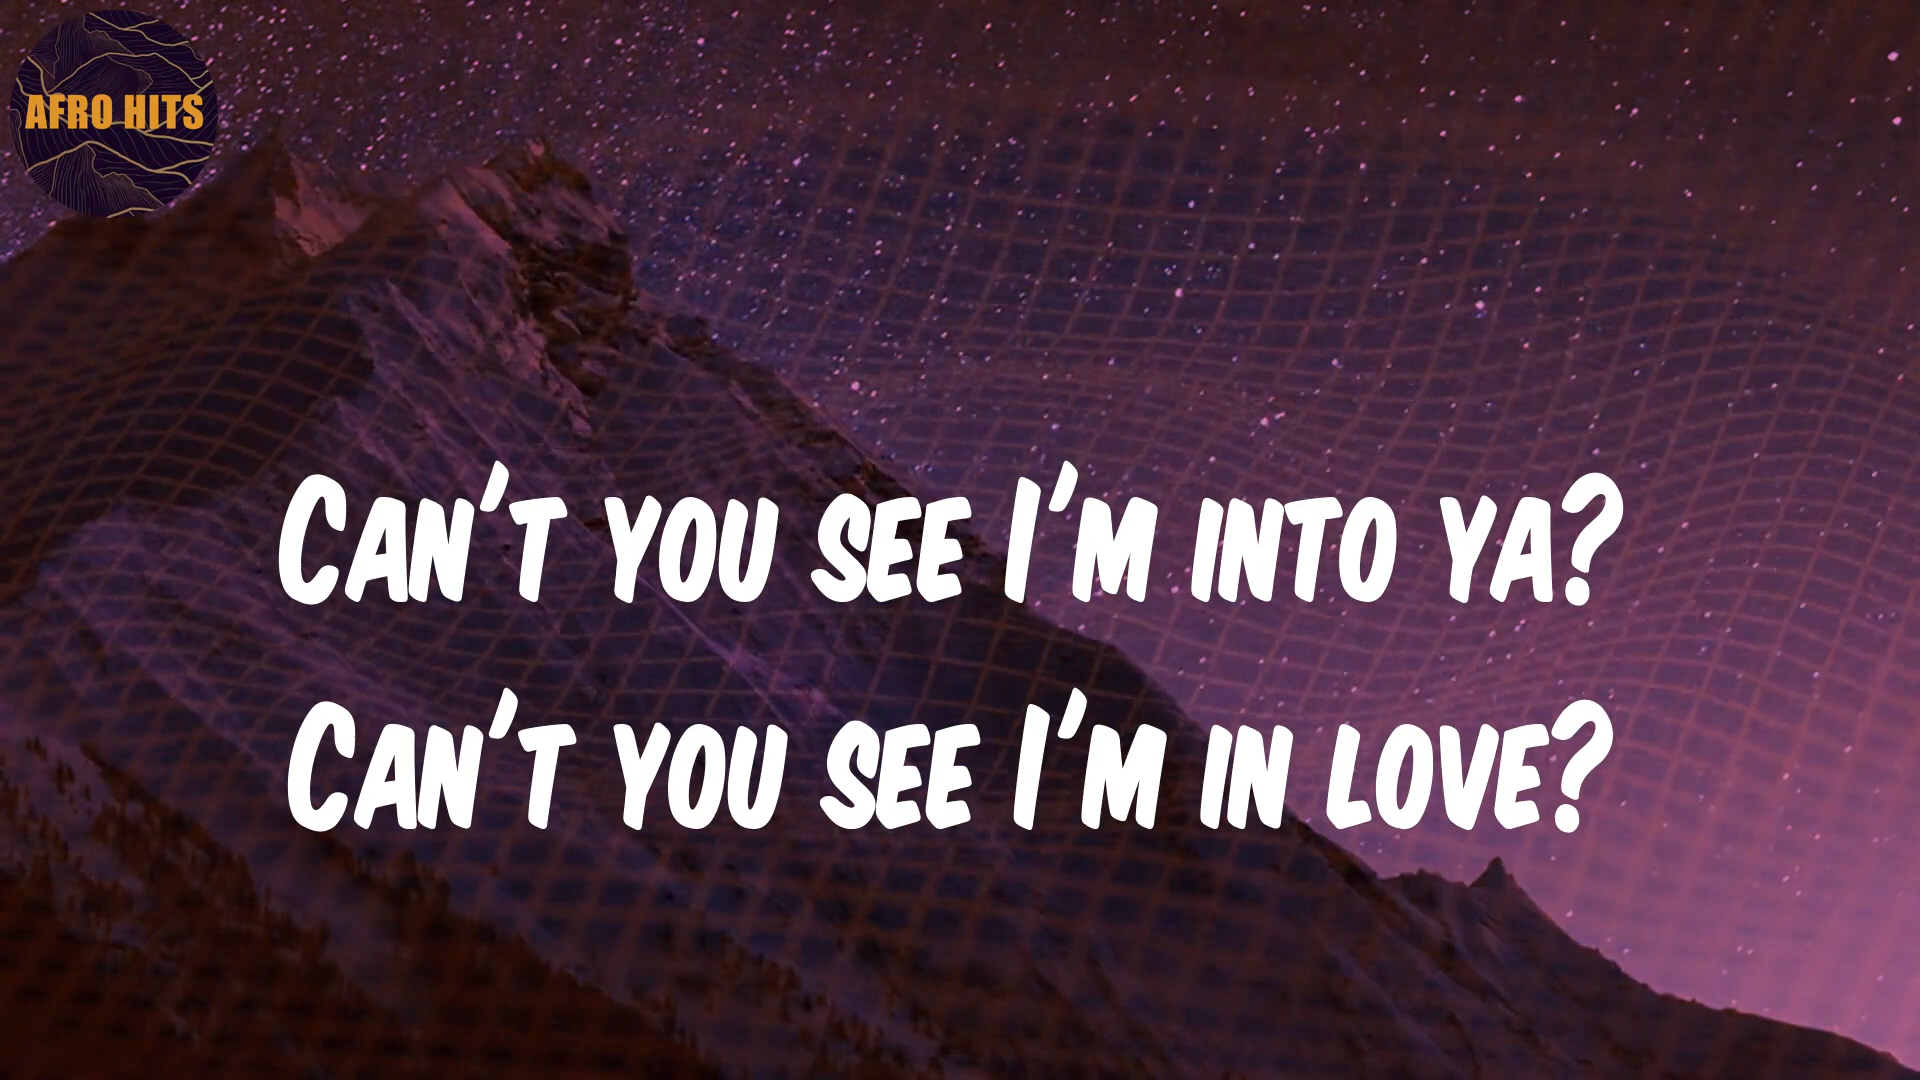 AFRO HITS
CAN'T YOU SEE I'M INTO YA?
CAN'T YOU SEE I'M IN LOVE?